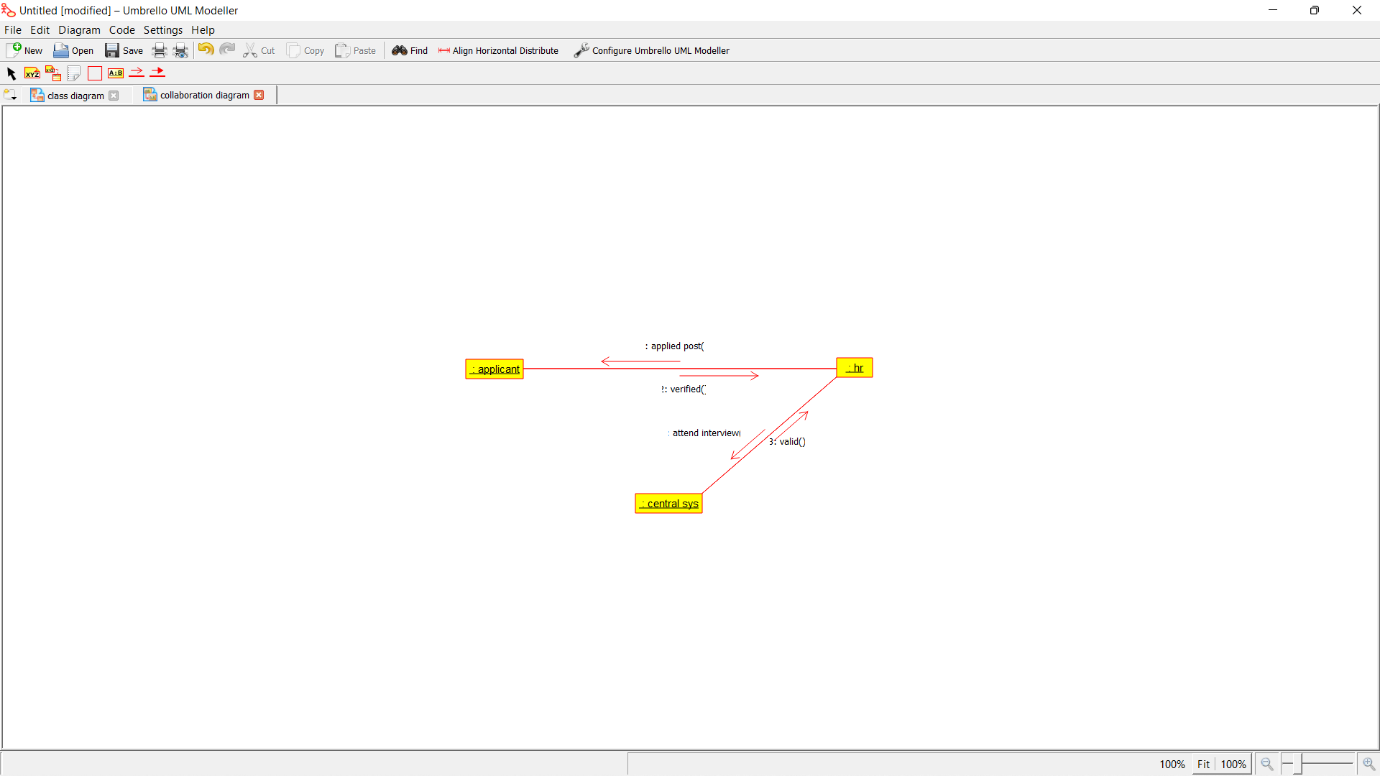 Untitled [modified] – Umbrello UML Modeller
File Edit Diagram Code Settings Help
New Open Save Cut Copy Paste Find Align Horizontal Distribute Configure Umbrello UML Modeller
XYZ A:B
class diagram collaboration diagram
: applied post(
: applicant
: hr
: verified(
: attend interview
3: valid()
: central sys
100% Fit 100%